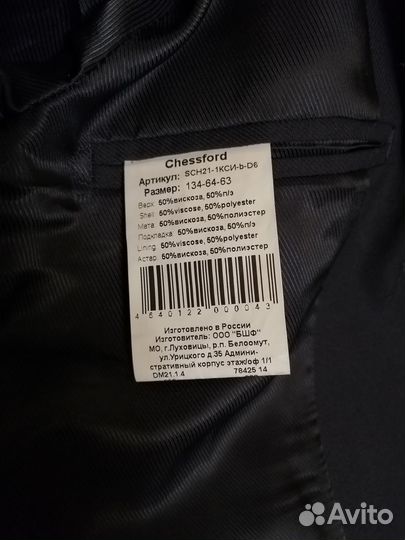 Chessford
Артикул: SCH21-1КСИ-b-D6
Размер: 134-64-63
Верх: 50%вискоза, 50%п/э
Shell: 50%viscose, 50%polyester
Мата: 50%вискоза, 50%полиэстер
Подкладка: 50%вискоза, 50%п/э
Lining: 50%viscose, 50%polyester
Астар: 50%вискоза, 50%полиэстер
4 640122 000043
Изготовлено в России
Изготовитель: ООО "БШФ"
МО, г.Луховицы, р.п. Белоомут,
ул.Урицкого д.35 Админи-
стративный корпус этаж/оф 1/1
DM21.1.4 78425 14
Avito